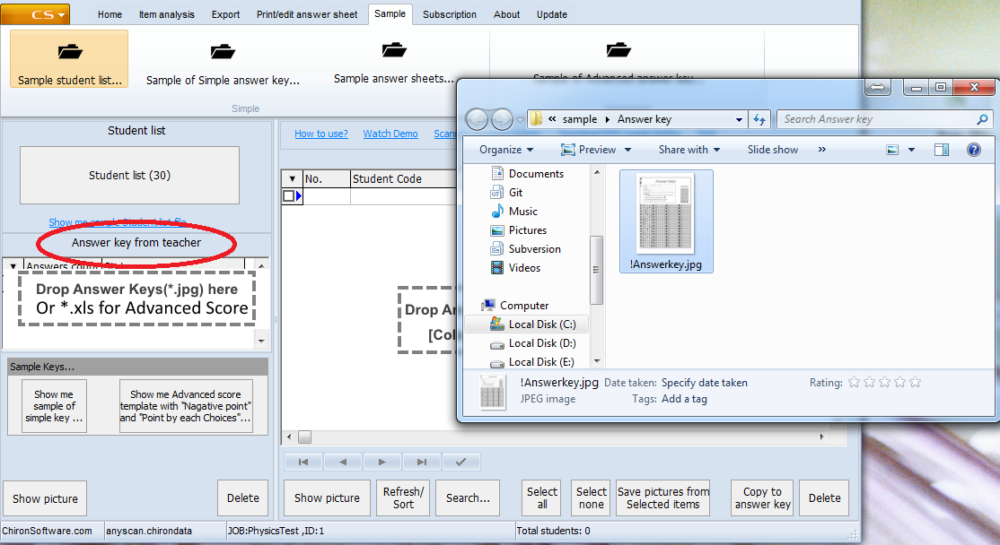 CS
Home
Item analysis
Export
Print/edit answer sheet
Sample
Subscription
About
Update
Sample student list...
Sample of Simple answer key...
Sample answer sheets...
Sample of Advanced answer key
Simple
Student list
Student list (30)
Show me sample Student list file
Answer key from teacher
Answers count
Drop Answer Keys(*.jpg) here
Or *.xls for Advanced Score
Sample Keys...
Show me
sample of
simple key ...
Show me Advanced score
template with "Nagative point"
and "Point by each Choices"...
Show picture
Delete
How to use?
Watch Demo
Scan
No.
Student Code
Drop An
[Col
Show picture
Refresh/
Sort
Search...
Select
all
Select
none
Save pictures from
Selected items
Copy to
answer key
Delete
ChironSoftware.com
anyscan.chirondata
JOB:PhysicsTest ,ID:1
Total students: 0
« sample
Answer key
Search Answer key
Organize
Preview
Share with
Slide show
»
Documents
Git
Music
Pictures
Subversion
Videos
Computer
Local Disk (C:)
Local Disk (D:)
Local Disk (E:)
!Answerkey.jpg
!Answerkey.jpg
JPEG image
Date taken: Specify date taken
Tags: Add a tag
Rating: